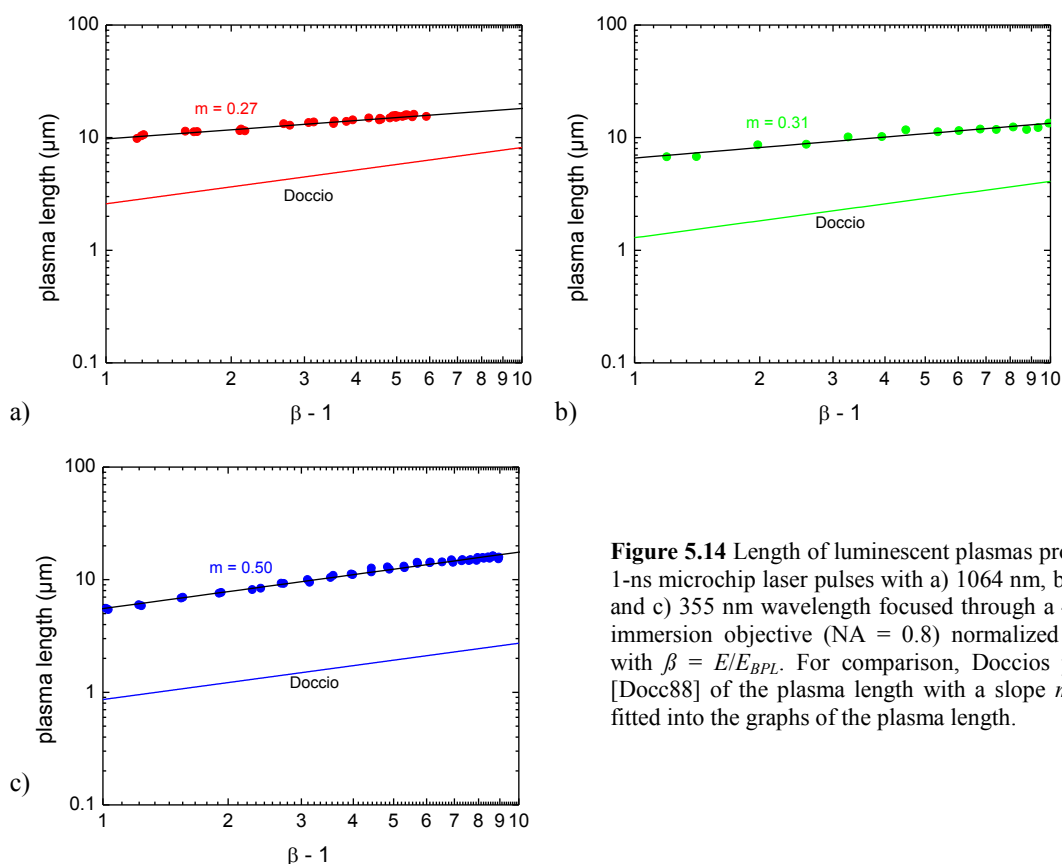 100
10
1
0.1
plasma length (µm)
m = 0.27
Doccio
1 2 3 4 5 6 7 8 9 10
β - 1
a)
100
10
1
0.1
plasma length (µm)
m = 0.31
Doccio
1 2 3 4 5 6 7 8 9 10
β - 1
b)
100
10
1
0.1
plasma length (µm)
m = 0.50
Doccio
1 2 3 4 5 6 7 8 9 10
β - 1
c)
Figure 5.14 Length of luminescent plasmas
1-ns microchip laser pulses with a) 1064 nm,
and c) 355 nm wavelength focused through a
immersion objective (NA = 0.8) normalized
with β = E/E_BPL. For comparison, Doccios
[Docc88] of the plasma length with a slope
fitted into the graphs of the plasma length.